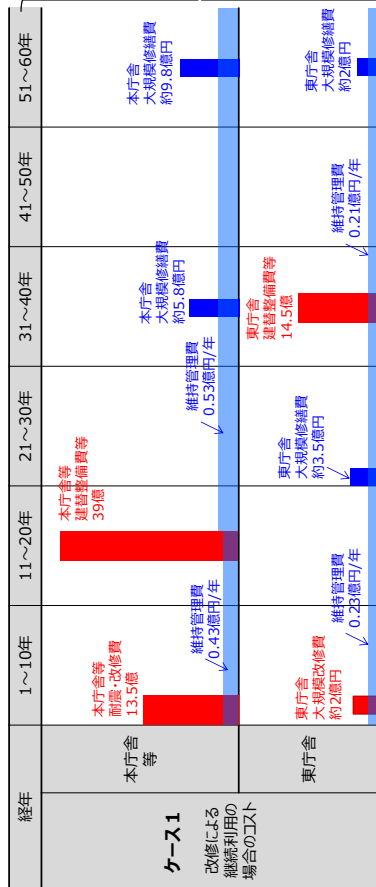 経年
1～10年
11～20年
21～30年
31～40年
41～50年
51～60年
ケース1
改修による
継続利用の
場合のコスト
本庁舎
等
本庁舎等
耐震・改修費
13.5億
維持管理費
0.43億円/年
本庁舎等
建替整備費等
39億
維持管理費
0.53億円/年
本庁舎
大規模修繕費
約5.8億円
本庁舎
大規模修繕費
約9.8億円
東庁舎
東庁舎
大規模改修費
約2億円
維持管理費
0.23億円/年
東庁舎
大規模修繕費
約3.5億円
東庁舎
建替整備費等
14.5億
維持管理費
0.21億円/年
東庁舎
大規模修繕費
約2億円